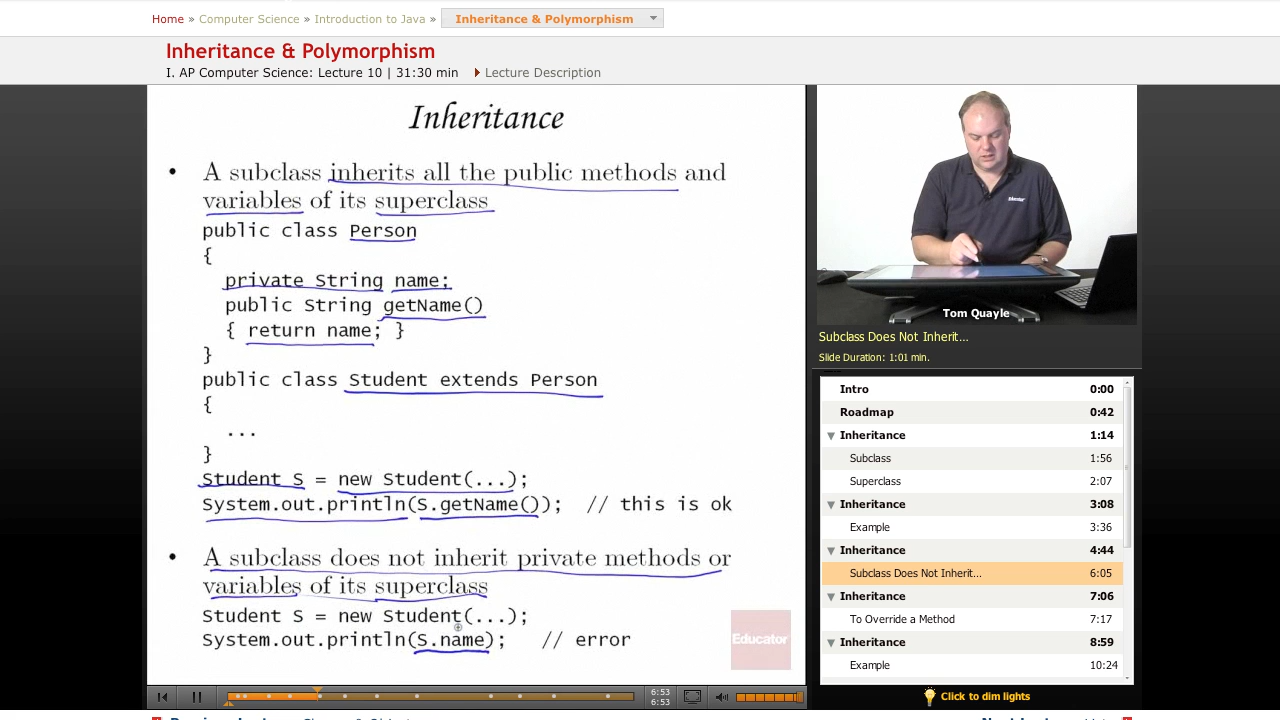 Home » Computer Science » Introduction to Java » Inheritance & Polymorphism
Inheritance & Polymorphism
I. AP Computer Science: Lecture 10 | 31:30 min Lecture Description
Inheritance
• A subclass inherits all the public methods and
variables of its superclass
public class Person
{
private String name;
public String getName()
{ return name; }
}
public class Student extends Person
{
...
}
Student S = new Student(...);
System.out.println(S.getName()); // this is ok
• A subclass does not inherit private methods or
variables of its superclass
Student S = new Student(...);
System.out.println(S.name); // error
Educator
6:53
6:53
Educator
Tom Quayle
Subclass Does Not Inherit...
Slide Duration: 1:01 min.
Intro 0:00
Roadmap 0:42
Inheritance 1:14
Subclass 1:56
Superclass 2:07
Inheritance 3:08
Example 3:36
Inheritance 4:44
Subclass Does Not Inherit... 6:05
Inheritance 7:06
To Override a Method 7:17
Inheritance 8:59
Example 10:24
Click to dim lights